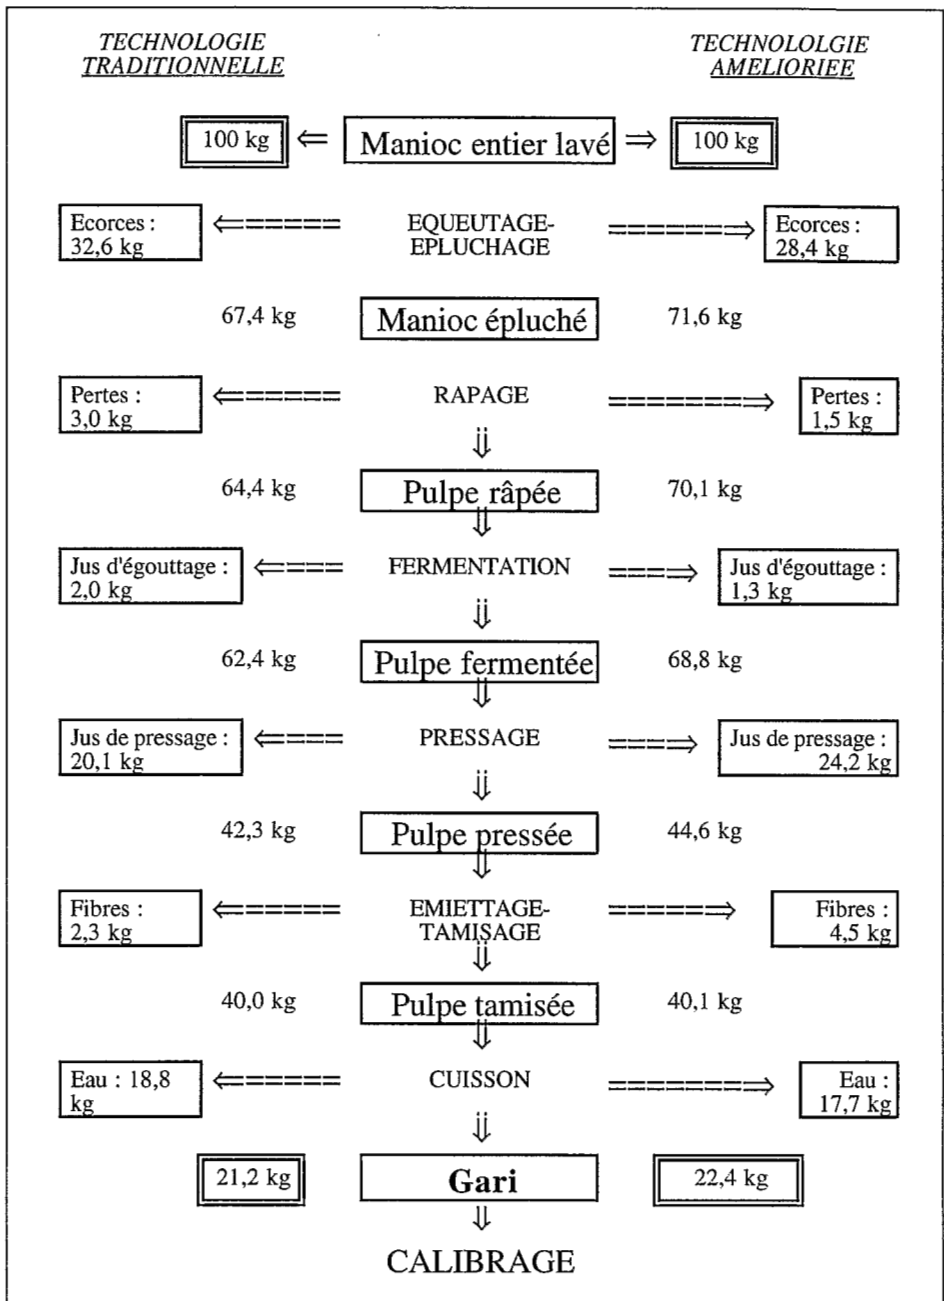 TECHNOLOGIE
TRADITIONNELLE
TECHNOLOLGIE
AMELIORIEE
100 kg ⇐ Manioc entier lavé ⇒ 100 kg
Ecorces :
32,6 kg
EQUEUTAGE-
EPLUCHAGE
Ecorces :
28,4 kg
67,4 kg Manioc épluché 71,6 kg
Pertes :
3,0 kg
RAPAGE
Pertes :
1,5 kg
64,4 kg Pulpe râpée 70,1 kg
Jus d'égouttage :
2,0 kg
FERMENTATION
Jus d'égouttage :
1,3 kg
62,4 kg Pulpe fermentée 68,8 kg
Jus de pressage :
20,1 kg
PRESSAGE
Jus de pressage :
24,2 kg
42,3 kg Pulpe pressée 44,6 kg
Fibres :
2,3 kg
EMIETTAGE-
TAMISAGE
Fibres :
4,5 kg
40,0 kg Pulpe tamisée 40,1 kg
Eau : 18,8
kg
CUISSON
Eau :
17,7 kg
21,2 kg Gari 22,4 kg
CALIBRAGE